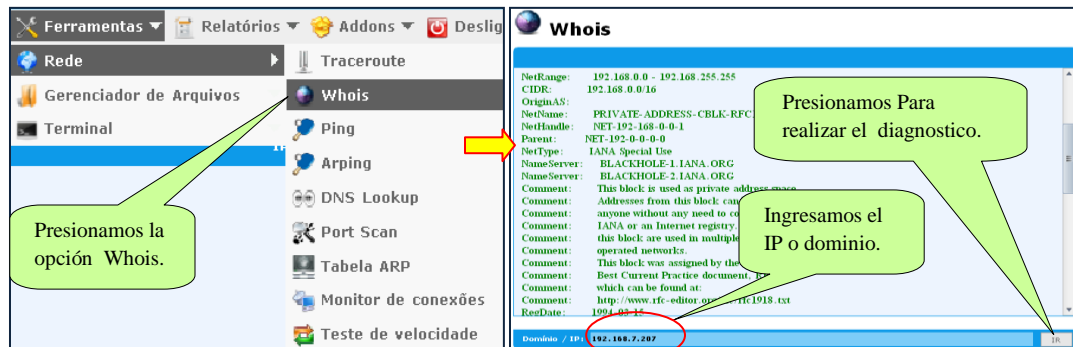 Ferramentas
Relatórios
Addons
Deslig
Rede
Gerenciador de Arquivos
Terminal
Traceroute
Whois
Ping
Arping
DNS Lookup
Port Scan
Tabela ARP
Monitor de conexões
Teste de velocidade
Presionamos la
opción Whois.
Whois
NetRange: 192.168.0.0 - 192.168.255.255
CIDR: 192.168.0.0/16
OriginAS:
NetName: PRIVATE-ADDRESS-CBLK-RFC
NetHandle: NET-192-168-0-0-1
Parent: NET-192-0-0-0-0
NetType: IANA Special Use
NameServer: BLACKHOLE-1.IANA.ORG
NameServer: BLACKHOLE-2.IANA.ORG
Comment: This block is used as private address space
Comment: Addresses from this block can
Comment: anyone without any need to co
Comment: IANA or an Internet registry.
Comment: this block are used in multiple
Comment: operated networks.
Comment: This block was assigned by the
Comment: Best Current Practice document,
Comment: which can be found at:
Comment: http://www.rfc-editor.or rfc1918.txt
RegDate: 1994-03-15
Presionamos Para
realizar el diagnostico.
Ingresamos el
IP o dominio.
Domínio / IP: 192.168.7.207
IR